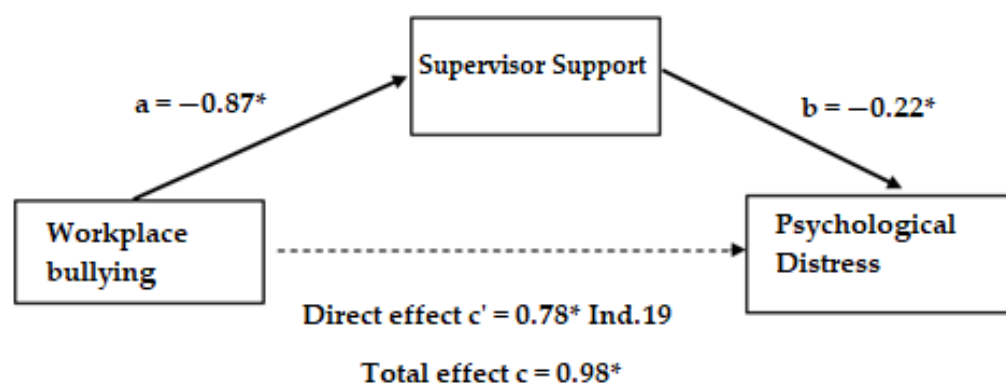 Supervisor Support
a = −0.87*
b = −0.22*
Workplace
bullying
Psychological
Distress
Direct effect c' = 0.78* Ind.19
Total effect c = 0.98*